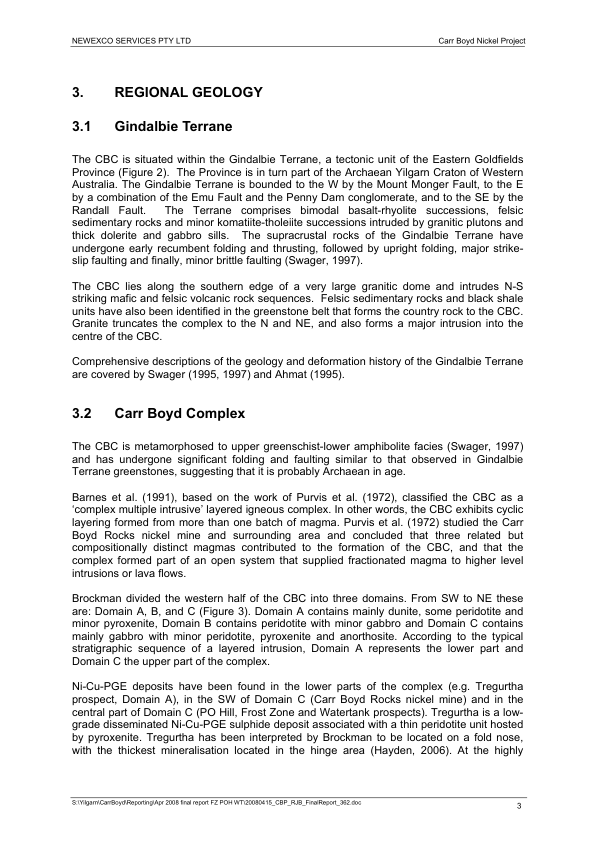 NEWEXCO SERVICES PTY LTD Carr Boyd Nickel Project
3. REGIONAL GEOLOGY
3.1 Gindalbie Terrane
The CBC is situated within the Gindalbie Terrane, a tectonic unit of the Eastern Goldfields
Province (Figure 2). The Province is in turn part of the Archaean Yilgarn Craton of Western
Australia. The Gindalbie Terrane is bounded to the W by the Mount Monger Fault, to the E
by a combination of the Emu Fault and the Penny Dam conglomerate, and to the SE by the
Randall Fault. The Terrane comprises bimodal basalt-rhyolite successions, felsic
sedimentary rocks and minor komatiite-tholeiite successions intruded by granitic plutons and
thick dolerite and gabbro sills. The supracrustal rocks of the Gindalbie Terrane have
undergone early recumbent folding and thrusting, followed by upright folding, major strike-
slip faulting and finally, minor brittle faulting (Swager, 1997).
The CBC lies along the southern edge of a very large granitic dome and intrudes N-S
striking mafic and felsic volcanic rock sequences. Felsic sedimentary rocks and black shale
units have also been identified in the greenstone belt that forms the country rock to the CBC.
Granite truncates the complex to the N and NE, and also forms a major intrusion into the
centre of the CBC.
Comprehensive descriptions of the geology and deformation history of the Gindalbie Terrane
are covered by Swager (1995, 1997) and Ahmat (1995).
3.2 Carr Boyd Complex
The CBC is metamorphosed to upper greenschist-lower amphibolite facies (Swager, 1997)
and has undergone significant folding and faulting similar to that observed in Gindalbie
Terrane greenstones, suggesting that it is probably Archaean in age.
Barnes et al. (1991), based on the work of Purvis et al. (1972), classified the CBC as a
‘complex multiple intrusive’ layered igneous complex. In other words, the CBC exhibits cyclic
layering formed from more than one batch of magma. Purvis et al. (1972) studied the Carr
Boyd Rocks nickel mine and surrounding area and concluded that three related but
compositionally distinct magmas contributed to the formation of the CBC, and that the
complex formed part of an open system that supplied fractionated magma to higher level
intrusions or lava flows.
Brockman divided the western half of the CBC into three domains. From SW to NE these
are: Domain A, B, and C (Figure 3). Domain A contains mainly dunite, some peridotite and
minor pyroxenite, Domain B contains peridotite with minor gabbro and Domain C contains
mainly gabbro with minor peridotite, pyroxenite and anorthosite. According to the typical
stratigraphic sequence of a layered intrusion, Domain A represents the lower part and
Domain C the upper part of the complex.
Ni-Cu-PGE deposits have been found in the lower parts of the complex (e.g. Tregurtha
prospect, Domain A), in the SW of Domain C (Carr Boyd Rocks nickel mine) and in the
central part of Domain C (PO Hill, Frost Zone and Watertank prospects). Tregurtha is a low-
grade disseminated Ni-Cu-PGE sulphide deposit associated with a thin peridotite unit hosted
by pyroxenite. Tregurtha has been interpreted by Brockman to be located on a fold nose,
with the thickest mineralisation located in the hinge area (Hayden, 2006). At the highly
S:\Yilgarn\CarrBoyd\Reporting\Apr 2008 final report FZ POH WT\20080415_CBP_RJB_FinalReport_362.doc 3